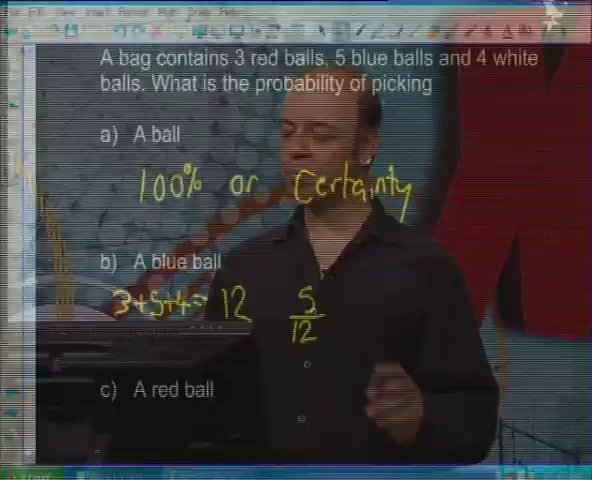 A bag contains 3 red balls, 5 blue balls and 4 white
balls. What is the probability of picking
a) A ball
100% or Certainty
b) A blue ball
3+5+4= 12 5/12
c) A red ball